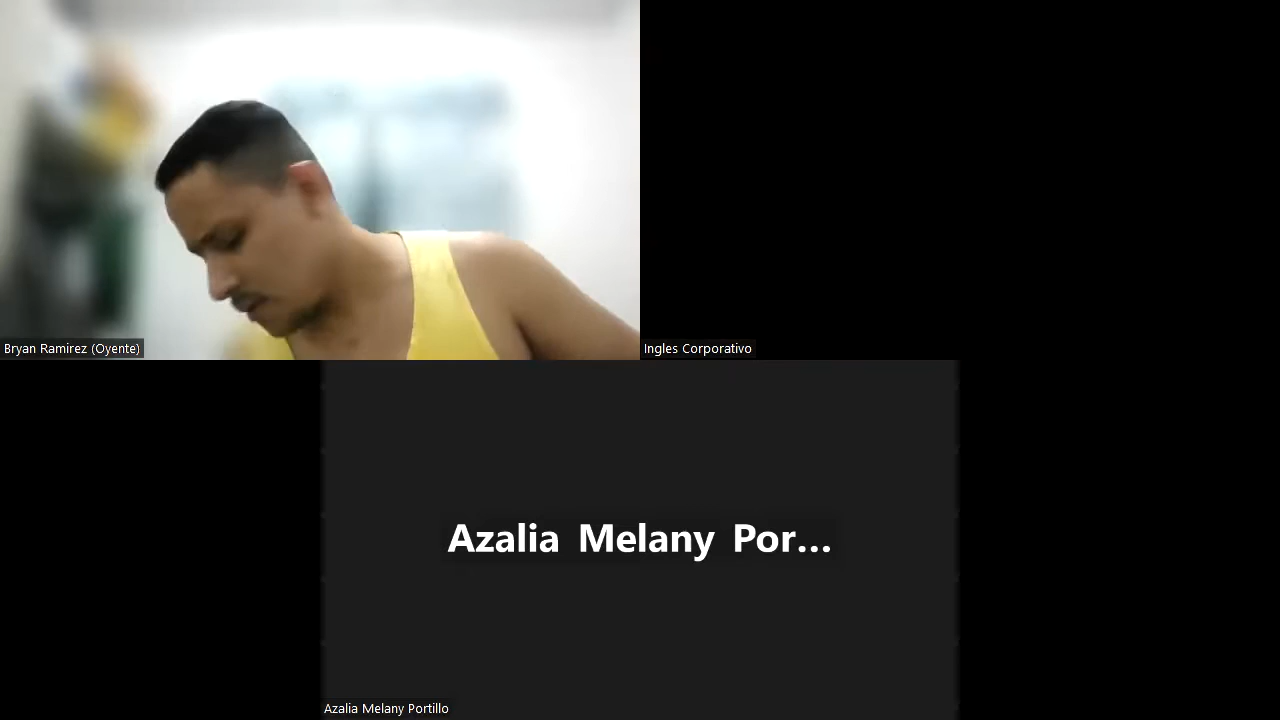 Bryan Ramirez (Oyente)
Ingles Corporativo
Azalia Melany Por...
Azalia Melany Portillo